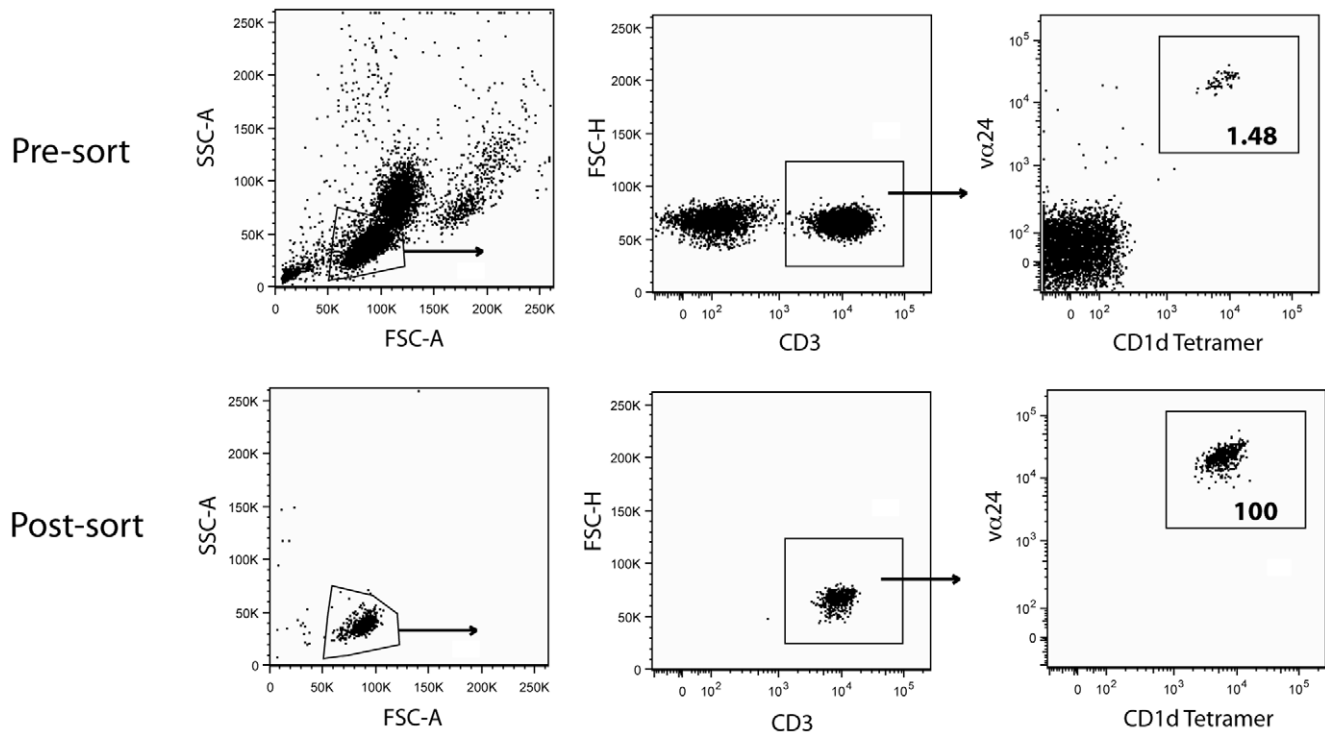 Pre-sort
SSC-A
250K
200K
150K
100K
50K
0
0 50K 100K 150K 200K 250K
FSC-A
FSC-H
250K
200K
150K
100K
50K
0
0 10² 10³ 10⁴ 10⁵
CD3
vα24
10⁵
10⁴
10³
10²
0
1.48
0 10² 10³ 10⁴ 10⁵
CD1d Tetramer
Post-sort
SSC-A
250K
200K
150K
100K
50K
0
0 50K 100K 150K 200K 250K
FSC-A
FSC-H
250K
200K
150K
100K
50K
0
0 10² 10³ 10⁴ 10⁵
CD3
vα24
10⁵
10⁴
10³
10²
0
100
0 10² 10³ 10⁴ 10⁵
CD1d Tetramer